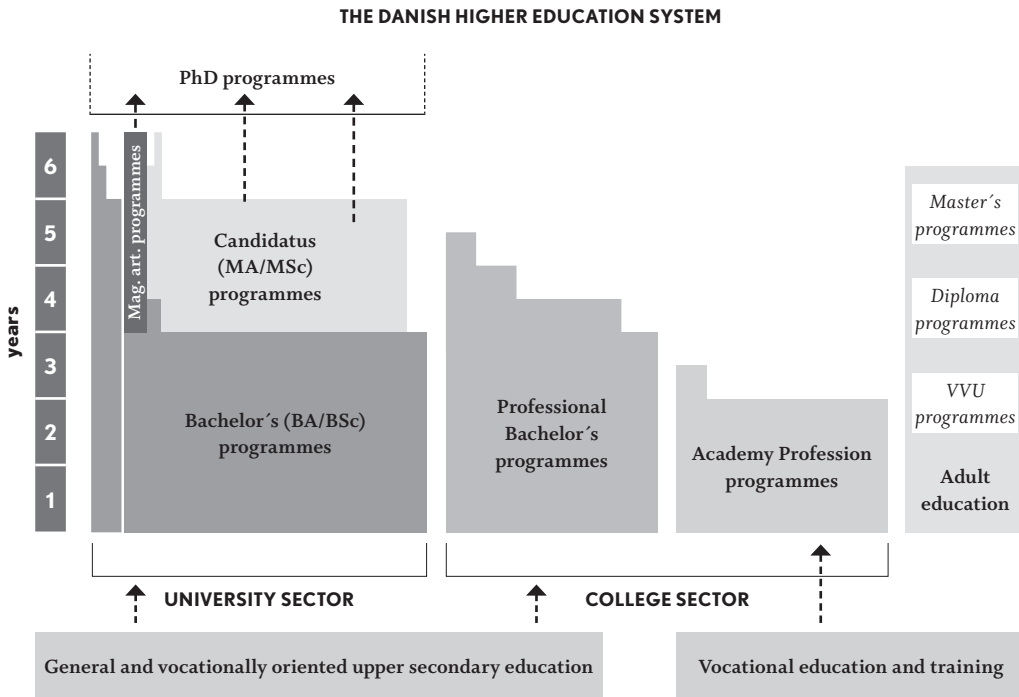 THE DANISH HIGHER EDUCATION SYSTEM
PhD programmes
years
6
5
4
3
2
1
Mag. art. programmes
Candidatus
(MA/MSc)
programmes
Bachelor´s (BA/BSc)
programmes
Professional
Bachelor´s
programmes
Academy Profession
programmes
Master´s
programmes
Diploma
programmes
VVU
programmes
Adult
education
UNIVERSITY SECTOR
COLLEGE SECTOR
General and vocationally oriented upper secondary education
Vocational education and training